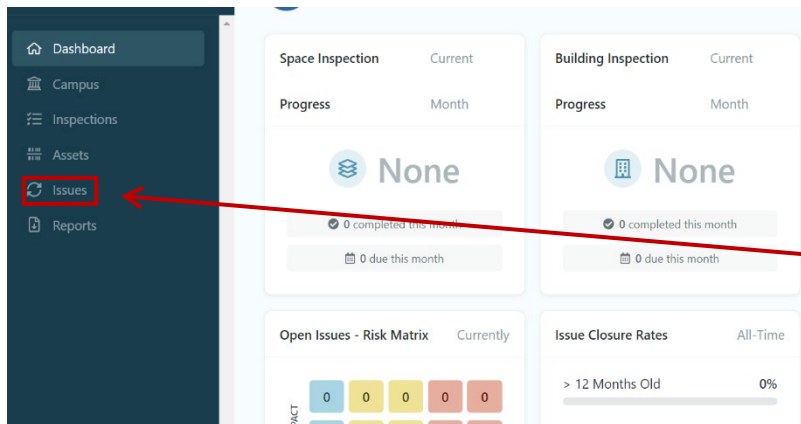 Dashboard
Campus
Inspections
Assets
Issues
Reports
Space Inspection Current
Progress Month
None
0 completed this month
0 due this month
Building Inspection Current
Progress Month
None
0 completed this month
0 due this month
Open Issues - Risk Matrix Currently
0 0 0 0 0
Issue Closure Rates All-Time
> 12 Months Old 0%